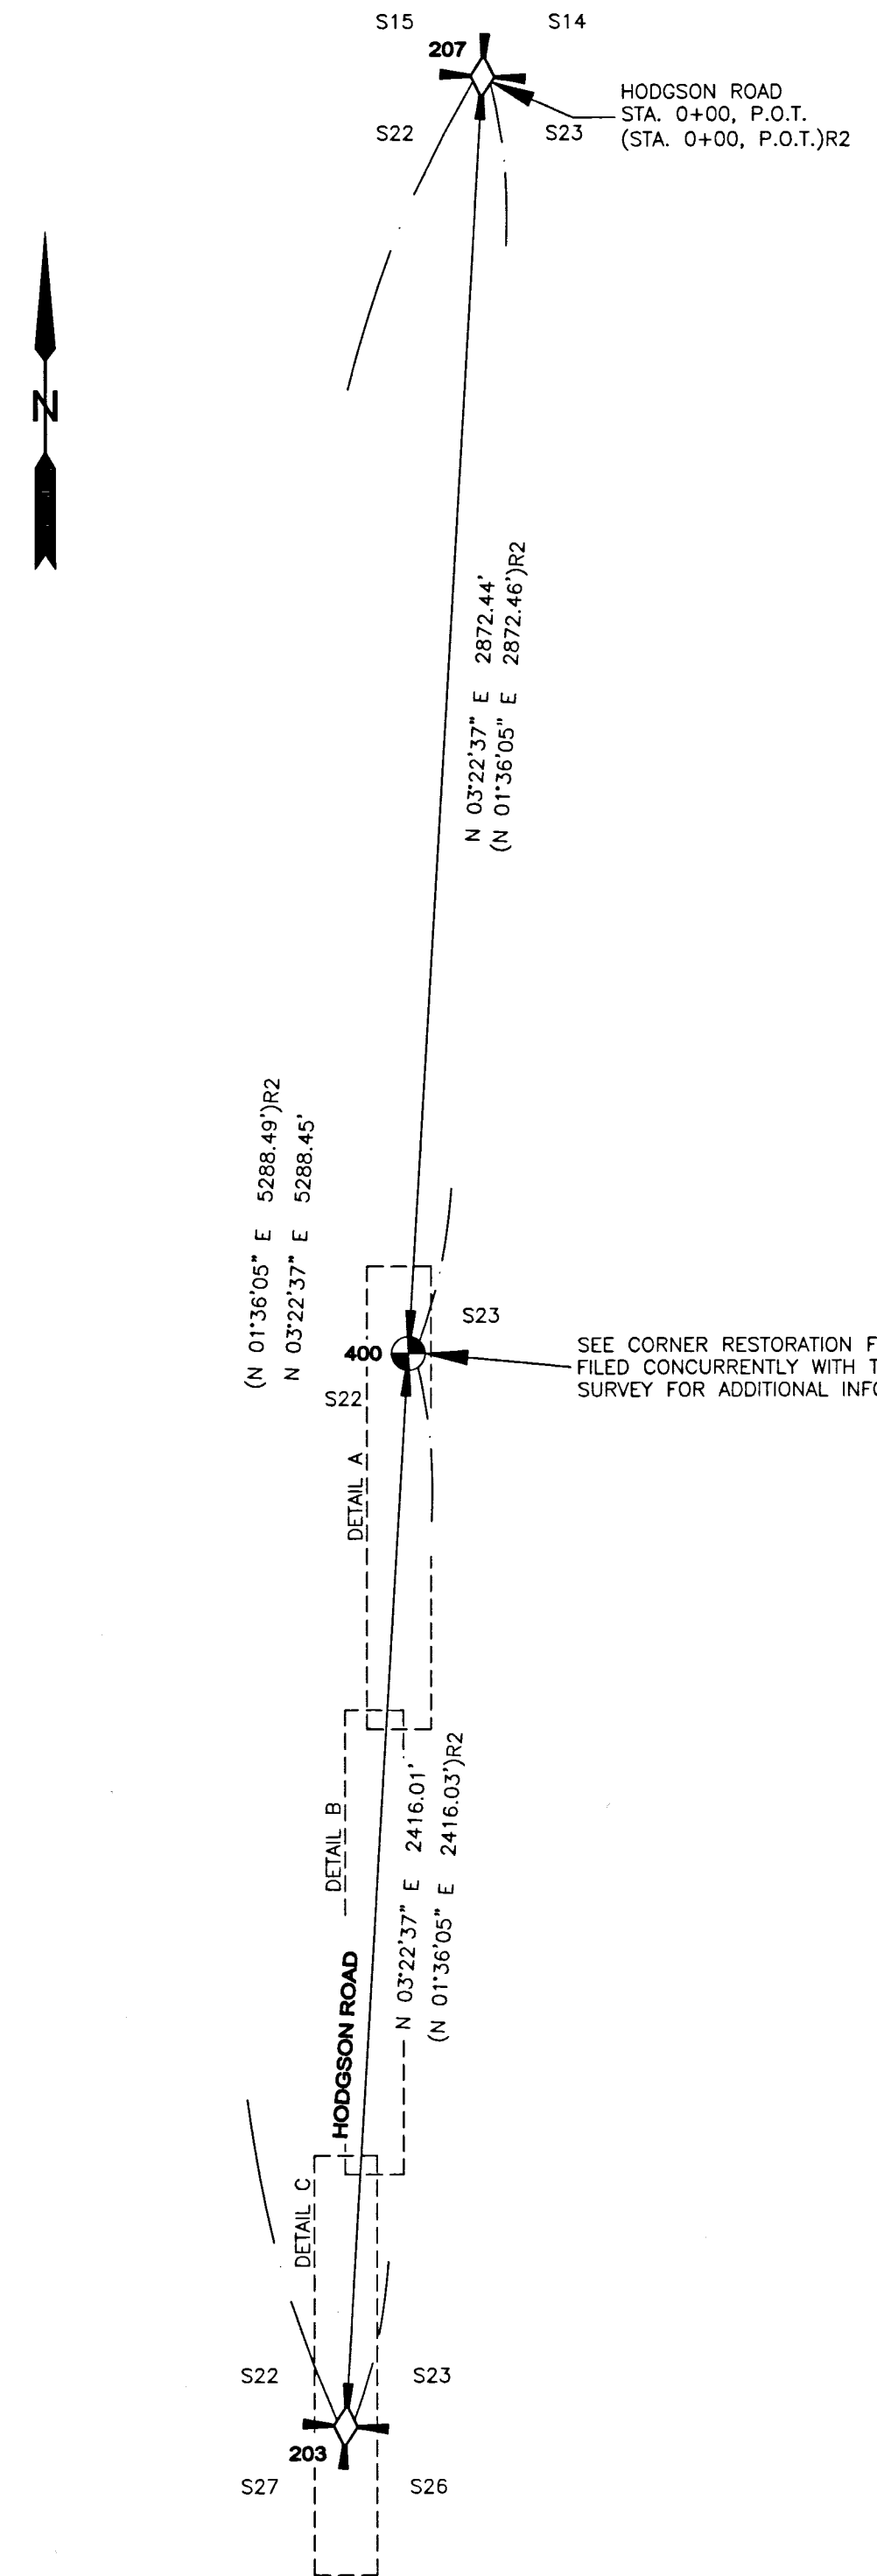 S15
S14
207
HODGSON ROAD
STA. 0+00, P.O.T.
(STA. 0+00, P.O.T.)R2
S22
S23
N
N 03°22'37" E 2872.44'
(N 01°36'05" E 2872.46')R2
(N 01°36'05" E 5288.49')R2
N 03°22'37" E 5288.45'
S23
400
SEE CORNER RESTORATION
FILED CONCURRENTLY WITH
SURVEY FOR ADDITIONAL
S22
DETAIL A
DETAIL B
N 03°22'37" E 2416.01'
(N 01°36'05" E 2416.03')R2
HODGSON ROAD
DETAIL C
S22
S23
203
S27
S26